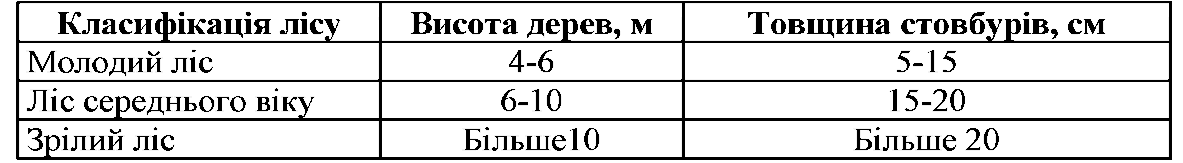 Класифікація лісу Висота дерев, м Товщина стовбурів, см
Молодий ліс 4-6 5-15
Ліс середнього віку 6-10 15-20
Зрілий ліс Більше10 Більше 20